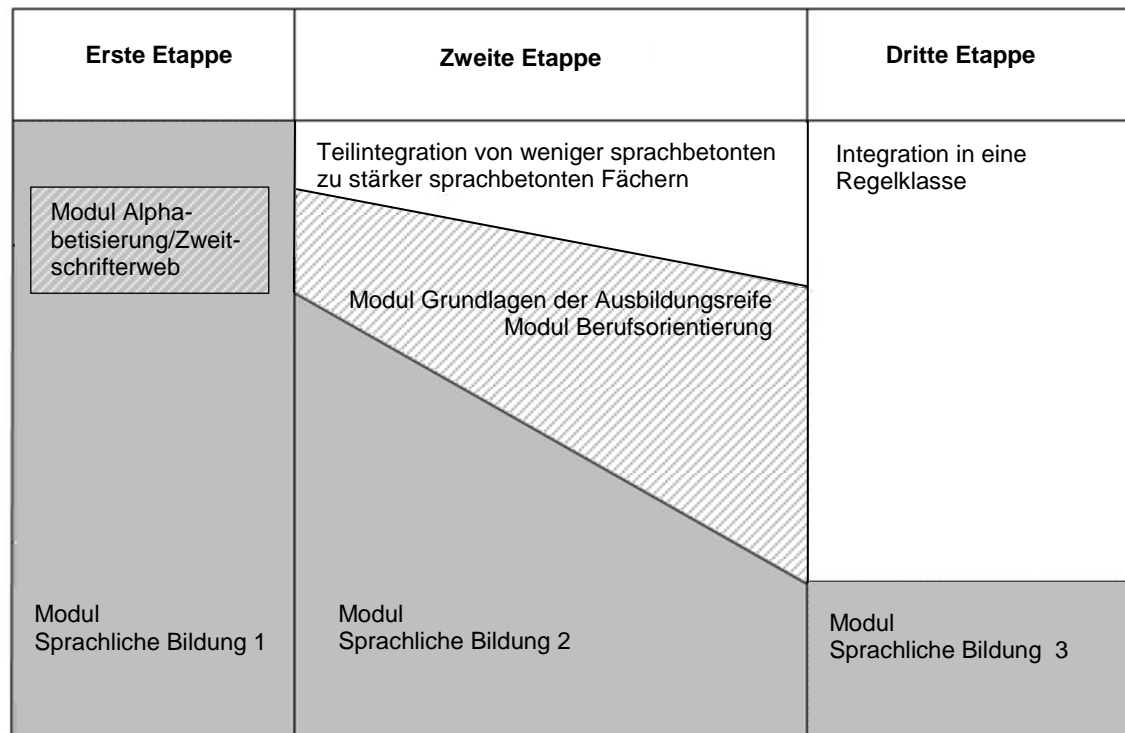 Erste Etappe
Zweite Etappe
Dritte Etappe
Teilintegration von weniger sprachbetonten
zu stärker sprachbetonten Fächern
Integration in eine
Regelklasse
Modul Alpha-
betisierung/Zweit-
schrifterweb
Modul Grundlagen der Ausbildungsreife
Modul Berufsorientierung
Modul
Sprachliche Bildung 1
Modul
Sprachliche Bildung 2
Modul
Sprachliche Bildung  3